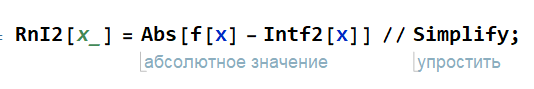 = RnI2[x_] = Abs[f[x] - Intf2[x]] // Simplify;
абсолютное значение упростить